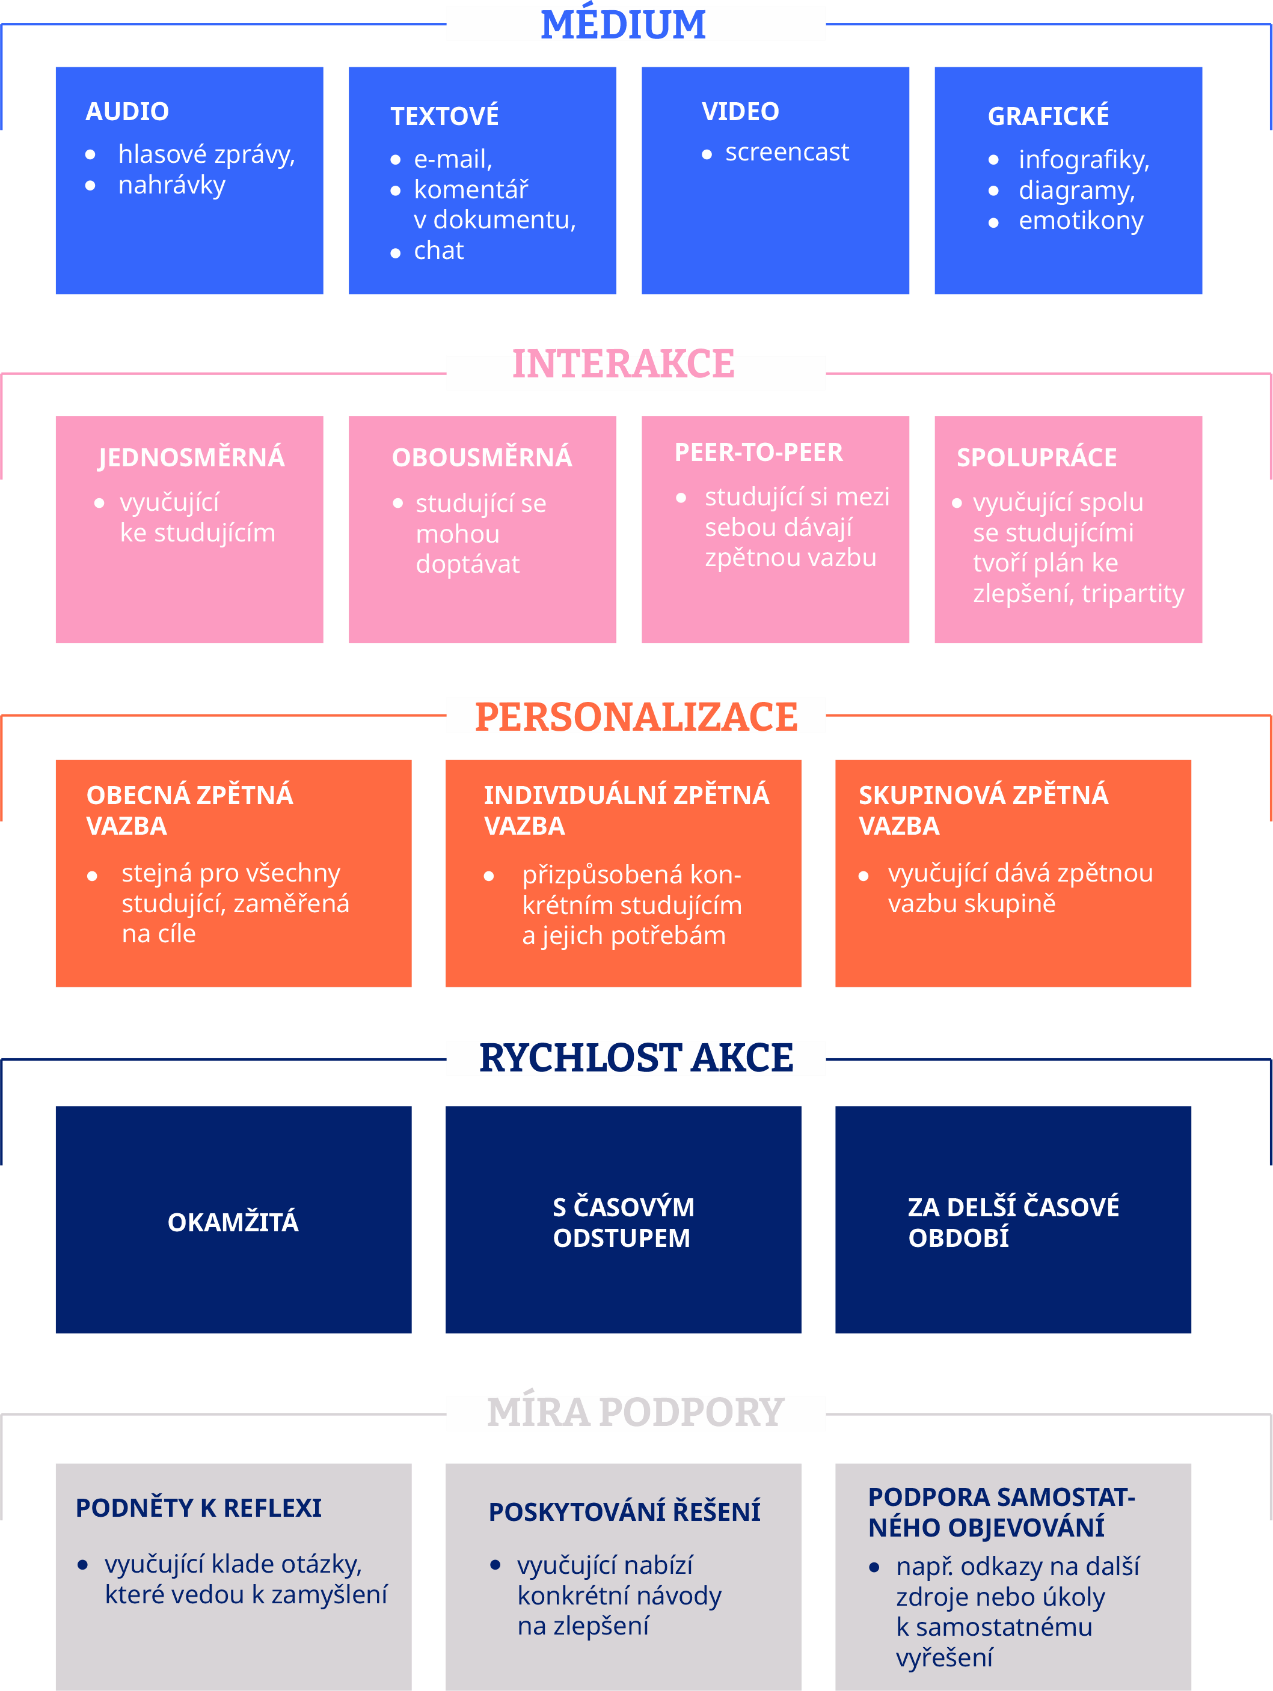 MÉDIUM
AUDIO
• hlasové zprávy,
• nahrávky
TEXTOVÉ
• e-mail,
• komentář
v dokumentu,
• chat
VIDEO
• screencast
GRAFICKÉ
• infografiky,
• diagramy,
• emotikony
INTERAKCE
JEDNOSMĚRNÁ
• vyučující
ke studujícím
OBOUSMĚRNÁ
• studující se
mohou
doptávat
PEER-TO-PEER
• studující si mezi
sebou dávají
zpětnou vazbu
SPOLUPRÁCE
• vyučující spolu
se studujícími
tvoří plán ke
zlepšení, tripartity
PERSONALIZACE
OBECNÁ ZPĚTNÁ
VAZBA
• stejná pro všechny
studující, zaměřená
na cíle
INDIVIDUÁLNÍ ZPĚTNÁ
VAZBA
• přizpůsobená kon-
krétním studujícím
a jejich potřebám
SKUPINOVÁ ZPĚTNÁ
VAZBA
• vyučující dává zpětnou
vazbu skupině
RYCHLOST AKCE
OKAMŽITÁ
S ČASOVÝM
ODSTUPEM
ZA DELŠÍ ČASOVÉ
OBDOBÍ
MÍRA PODPORY
PODNĚTY K REFLEXI
• vyučující klade otázky,
které vedou k zamyšlení
POSKYTOVÁNÍ ŘEŠENÍ
• vyučující nabízí
konkrétní návody
na zlepšení
PODPORA SAMOSTAT-
NÉHO OBJEVOVÁNÍ
• např. odkazy na další
zdroje nebo úkoly
k samostatnému
vyřešení